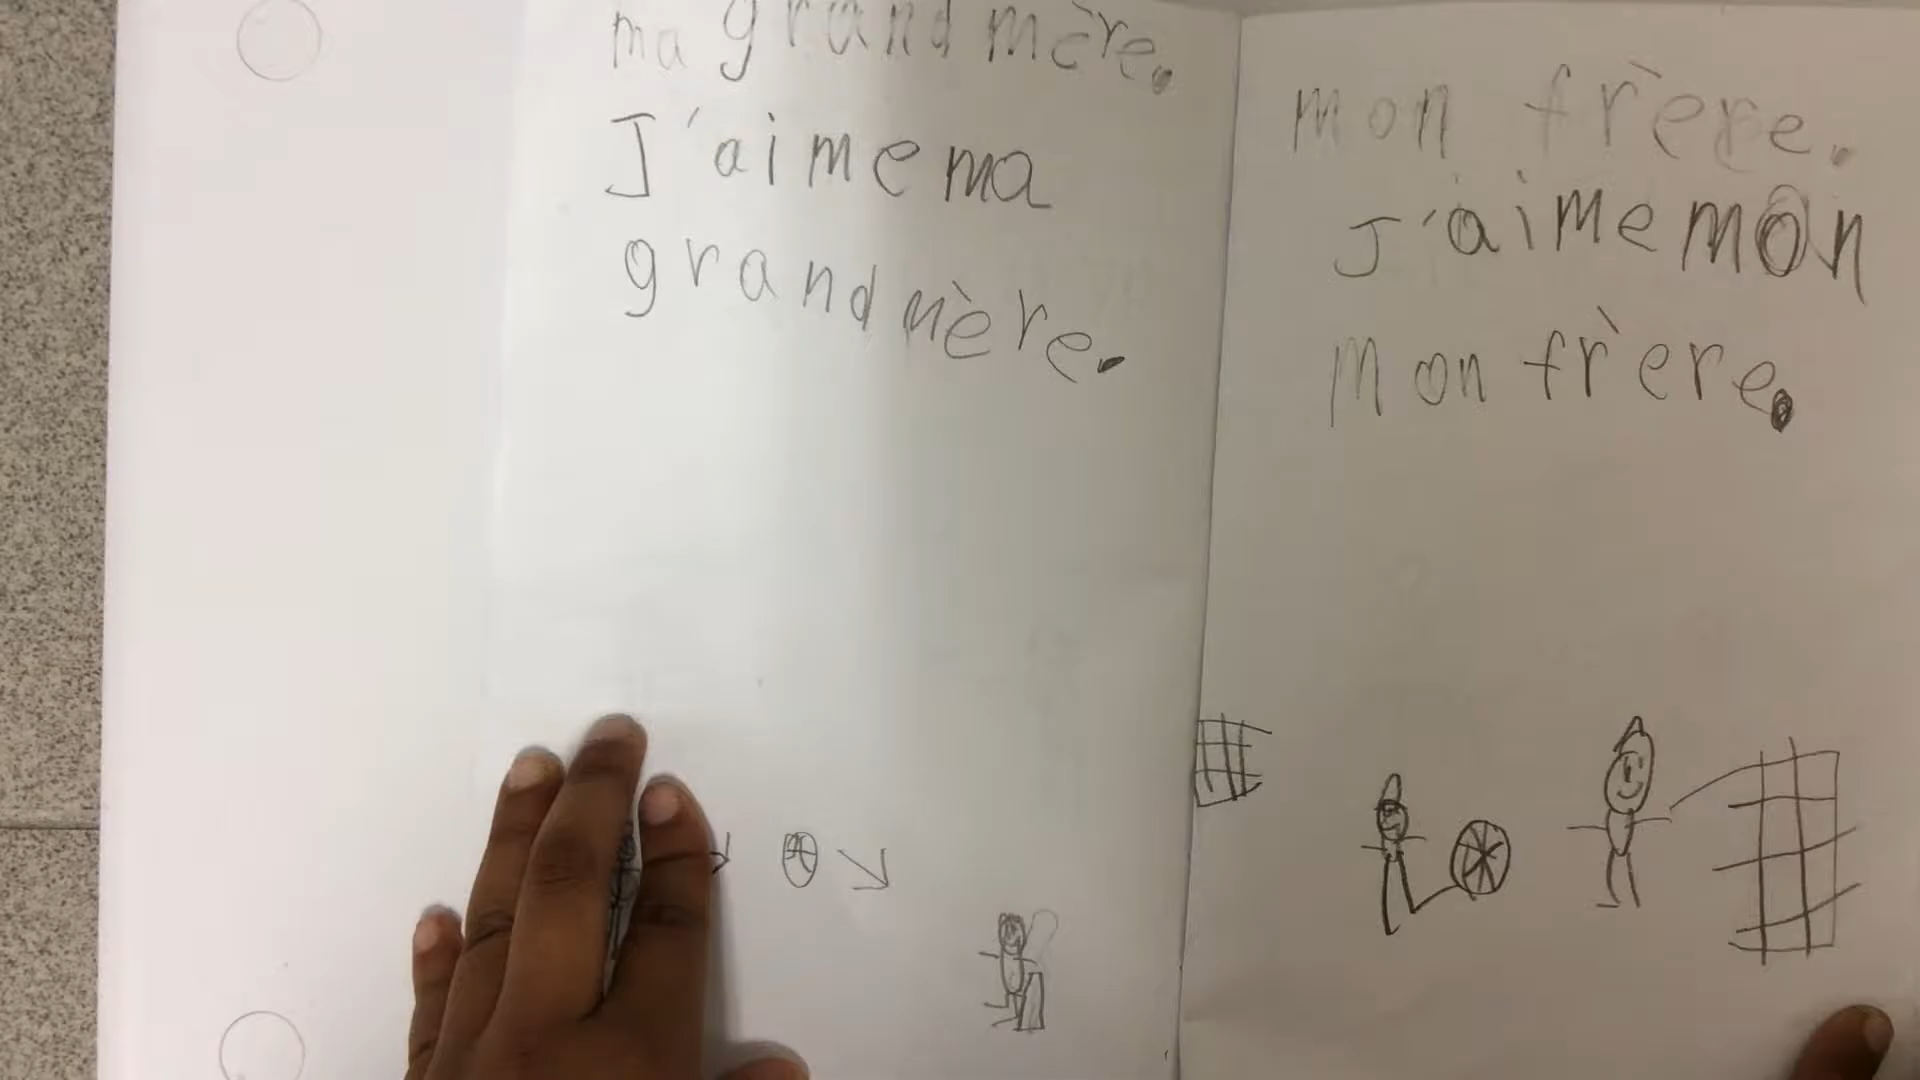 ma grand mère.
J'aime ma
grand mère.
mon frère.
J'aime mon
mon frère.